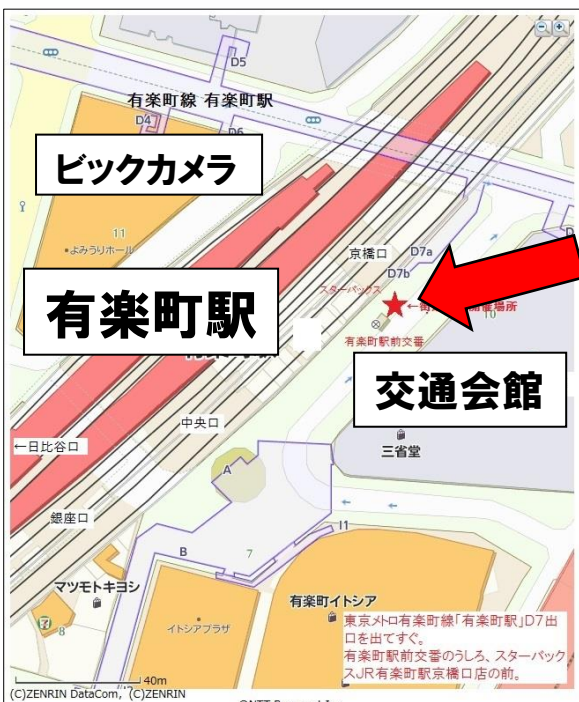 D5
有楽町線 有楽町駅
D4
D6
ビックカメラ
11
・よみうりホール
京橋口
D7a
D7b
スターバックス
有楽町駅
10
有楽町駅前交番
交通会館
中央口
三省堂
←日比谷口
A
銀座口
I1
B
7
マツモトキヨシ
有楽町イトシア
8
イトシアプラザ
東京メトロ有楽町線「有楽町駅」D7出
口を出てすぐ。
有楽町駅前交番のうしろ、スターバック
スJR有楽町駅京橋口店の前。
40m
(C)ZENRIN DataCom, (C)ZENRIN